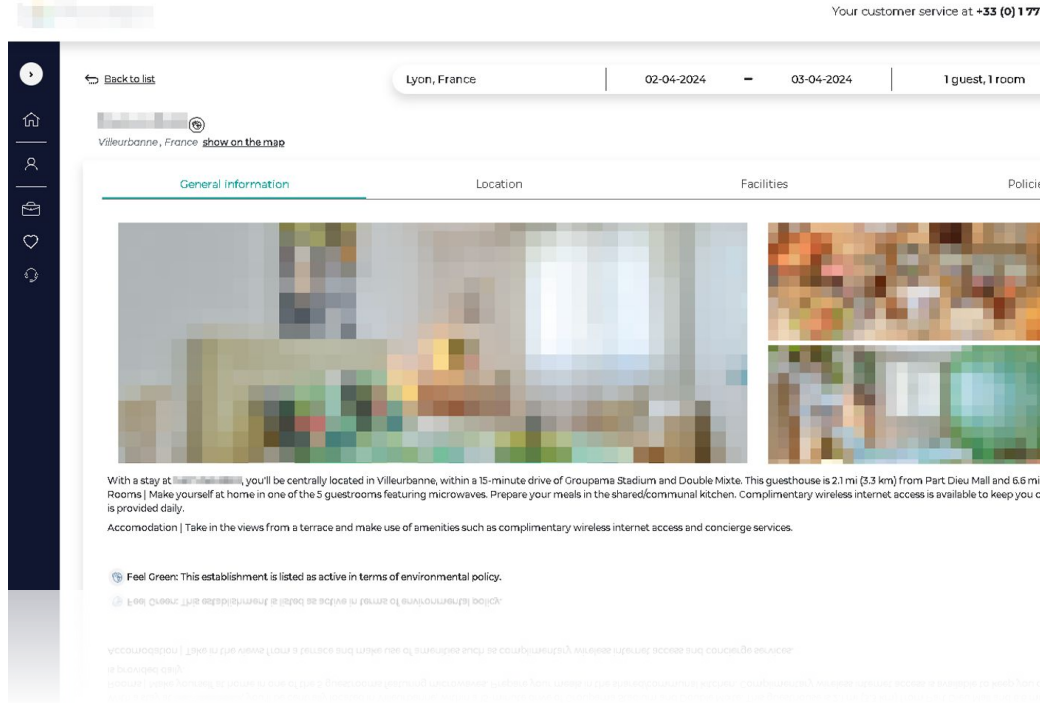 Your customer service at +33 (0) 1 77
Back to list
Lyon, France 02-04-2024 – 03-04-2024 1 guest, 1 room
Villeurbanne, France show on the map
General information Location Facilities Policie
With a stay at , you'll be centrally located in Villeurbanne, within a 15-minute drive of Groupama Stadium and Double Mixte. This guesthouse is 2.1 mi (3.3 km) from Part Dieu Mall and 6.6 mi
Rooms | Make yourself at home in one of the 5 guestrooms featuring microwaves. Prepare your meals in the shared/communal kitchen. Complimentary wireless internet access is available to keep you c
is provided daily.
Accomodation | Take in the views from a terrace and make use of amenities such as complimentary wireless internet access and concierge services.
Feel Green: This establishment is listed as active in terms of environmental policy.